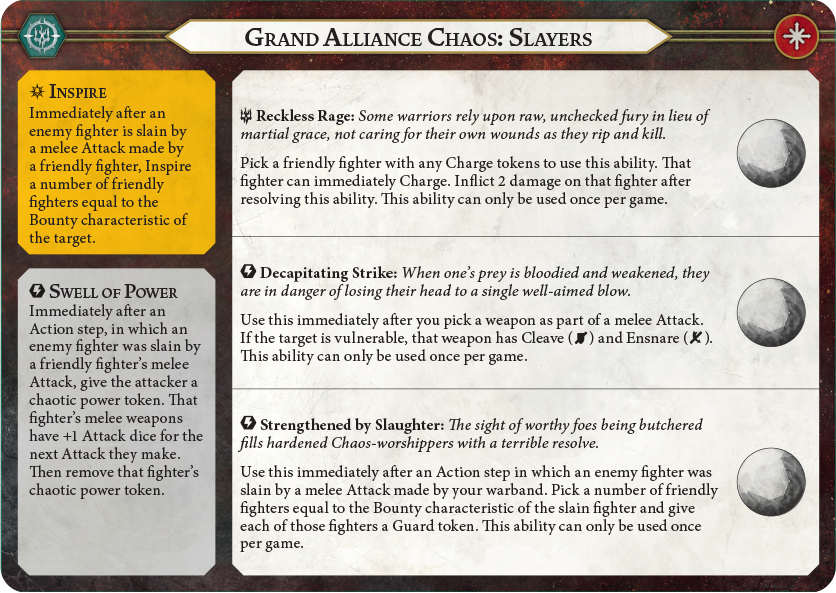 Grand Alliance Chaos: Slayers
Inspire
Immediately after an
enemy fighter is slain by
a melee Attack made by
a friendly fighter, Inspire
a number of friendly
fighters equal to the
Bounty characteristic of
the target.
Swell of Power
Immediately after an
Action step, in which an
enemy fighter was slain by
a friendly fighter’s melee
Attack, give the attacker a
chaotic power token. That
fighter’s melee weapons
have +1 Attack dice for the
next Attack they make.
Then remove that fighter’s
chaotic power token.
Reckless Rage: Some warriors rely upon raw, unchecked fury in lieu of
martial grace, not caring for their own wounds as they rip and kill.
Pick a friendly fighter with any Charge tokens to use this ability. That
fighter can immediately Charge. Inflict 2 damage on that fighter after
resolving this ability. This ability can only be used once per game.
Decapitating Strike: When one’s prey is bloodied and weakened, they
are in danger of losing their head to a single well-aimed blow.
Use this immediately after you pick a weapon as part of a melee Attack.
If the target is vulnerable, that weapon has Cleave ( ) and Ensnare ( ).
This ability can only be used once per game.
Strengthened by Slaughter: The sight of worthy foes being butchered
fills hardened Chaos-worshippers with a terrible resolve.
Use this immediately after an Action step in which an enemy fighter was
slain by a melee Attack made by your warband. Pick a number of friendly
fighters equal to the Bounty characteristic of the slain fighter and give
each of those fighters a Guard token. This ability can only be used once
per game.